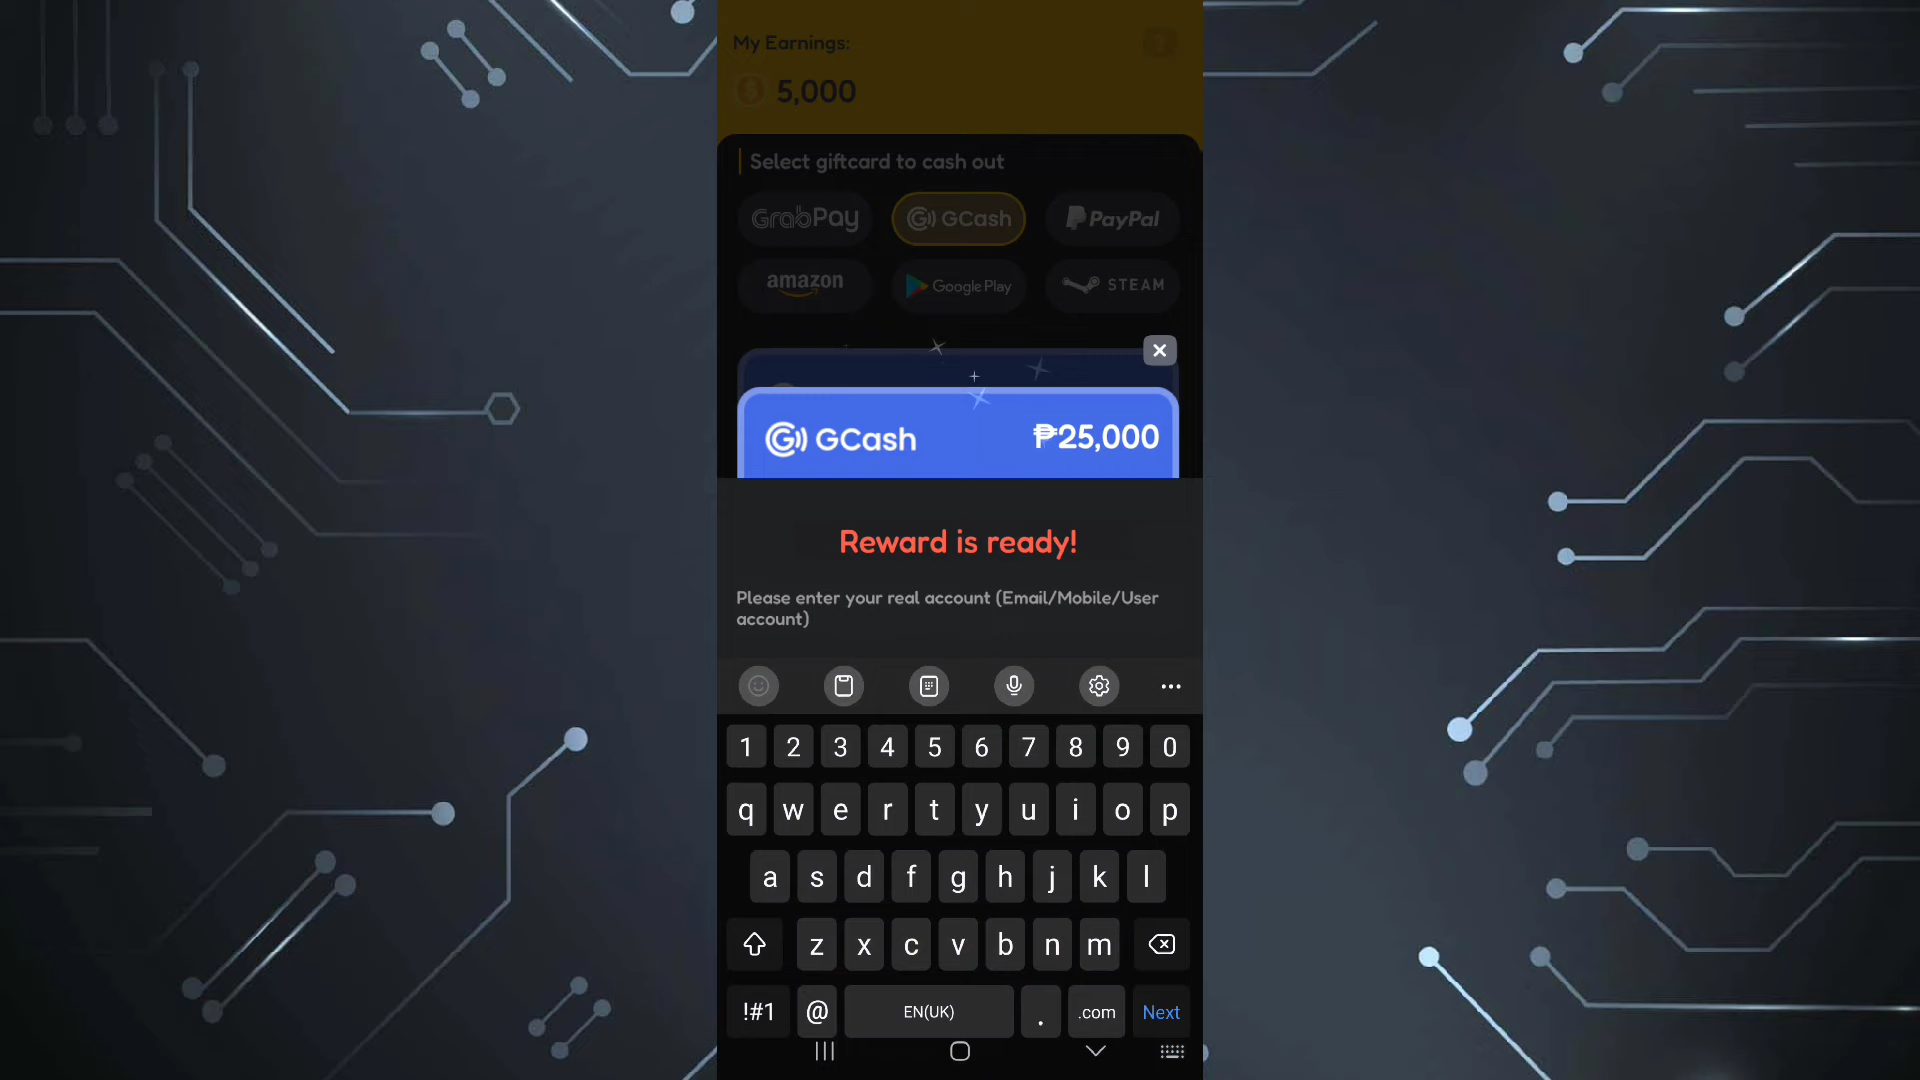 My Earnings:
5,000
Select giftcard to cash out
GrabPay GCash PayPal
amazon Google Play STEAM
GCash ₱25,000
Reward is ready!
Please enter your real account (Email/Mobile/User
account)
1 2 3 4 5 6 7 8 9 0
q w e r t y u i o p
a s d f g h j k l
z x c v b n m
!#1 @ EN(UK) . .com Next